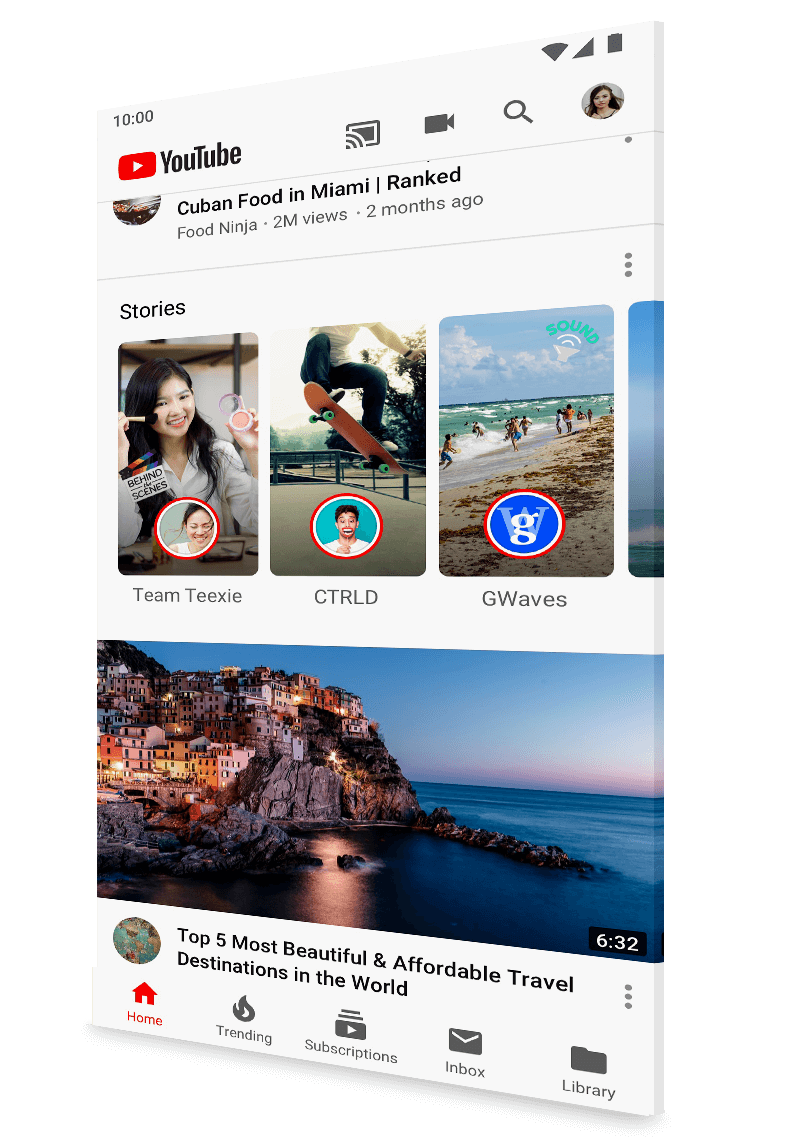 10:00
YouTube
Cuban Food in Miami | Ranked
Food Ninja · 2M views · 2 months ago
Stories
SOUND
BEHIND
the
SCENES
Wg
Team Teexie
CTRLD
GWaves
6:32
Top 5 Most Beautiful & Affordable Travel
Destinations in the World
Home
Trending
Subscriptions
Inbox
Library